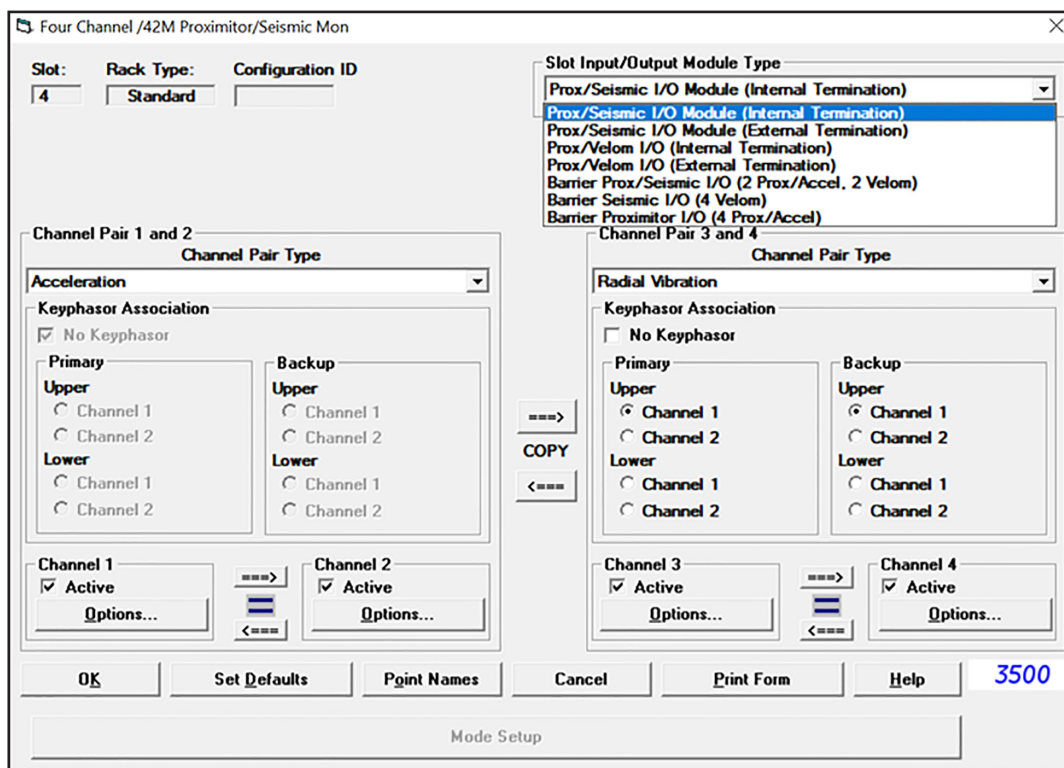 Four Channel /42M Proximitor/Seismic Mon
Slot: Rack Type: Configuration ID
4 Standard
Slot Input/Output Module Type
Prox/Seismic I/O Module (Internal Termination)
Prox/Seismic I/O Module (Internal Termination)
Prox/Seismic I/O Module (External Termination)
Prox/Velom I/O (Internal Termination)
Prox/Velom I/O (External Termination)
Barrier Prox/Seismic I/O (2 Prox/Accel, 2 Velom)
Barrier Seismic I/O (4 Velom)
Barrier Proximitor I/O (4 Prox/Accel)
Channel Pair 1 and 2
Channel Pair Type
Acceleration
Keyphasor Association
No Keyphasor
Primary
Upper
Channel 1
Channel 2
Lower
Channel 1
Channel 2
Backup
Upper
Channel 1
Channel 2
Lower
Channel 1
Channel 2
Channel 1
Active
Options...
===>
<===
Channel 2
Active
Options...
===>
COPY
<===
Channel Pair 3 and 4
Channel Pair Type
Radial Vibration
Keyphasor Association
No Keyphasor
Primary
Upper
Channel 1
Channel 2
Lower
Channel 1
Channel 2
Backup
Upper
Channel 1
Channel 2
Lower
Channel 1
Channel 2
Channel 3
Active
Options...
===>
<===
Channel 4
Active
Options...
OK Set Defaults Point Names Cancel Print Form Help 3500
Mode Setup